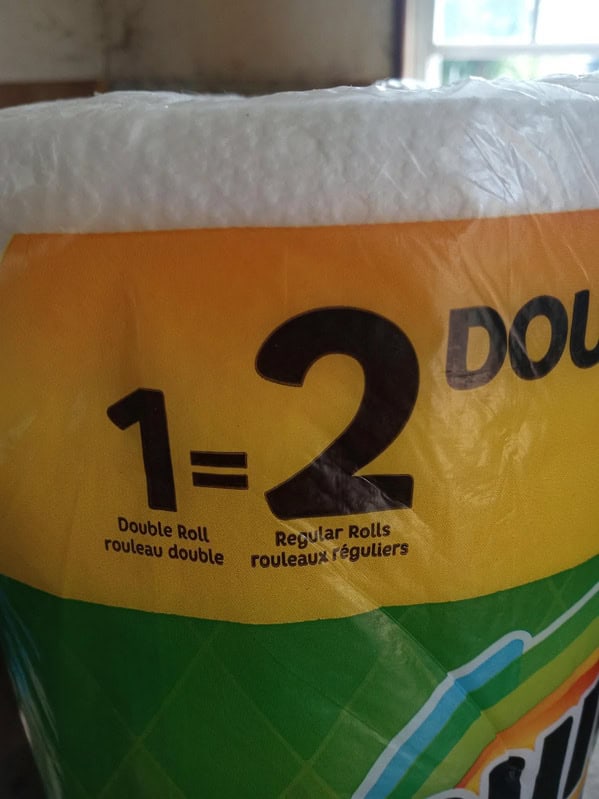 1=2
Double Roll
rouleau double
Regular Rolls
rouleaux réguliers
DOU